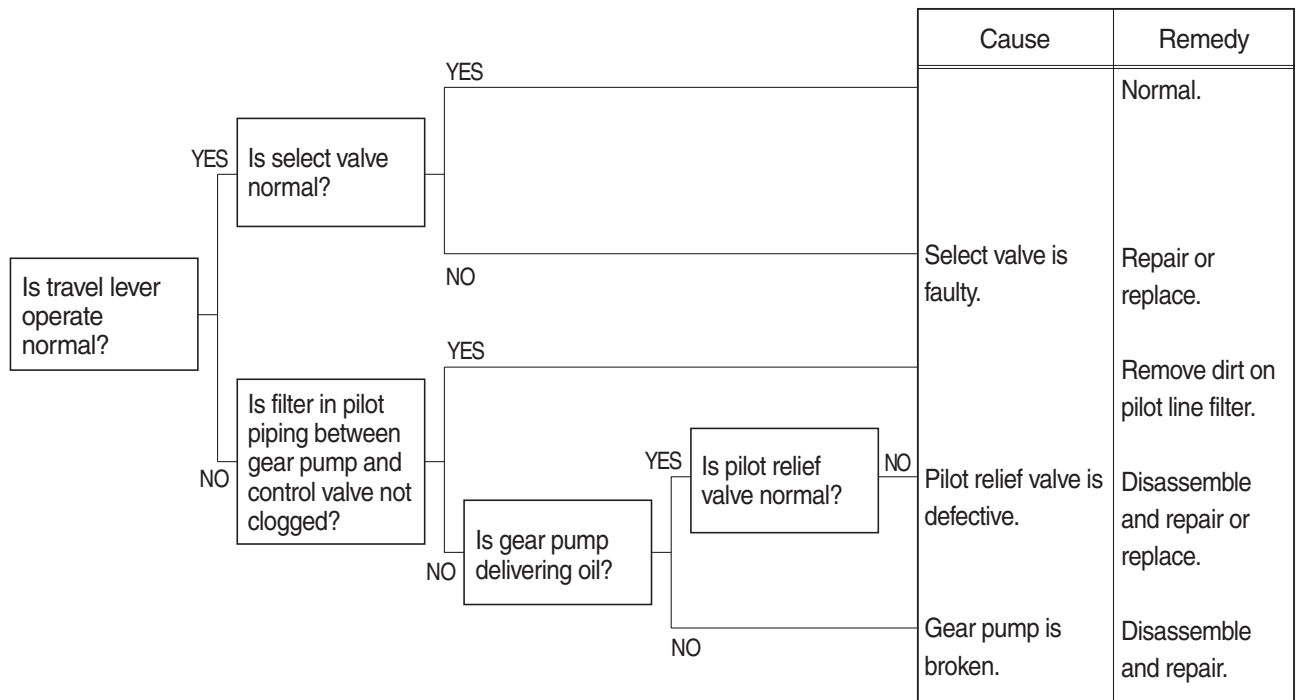 Cause
Remedy
YES
Normal.
YES
Is select valve
normal?
NO
Select valve is
faulty.
Repair or
replace.
Is travel lever
operate
normal?
YES
Remove dirt on
pilot line filter.
NO
Is filter in pilot
piping between
gear pump and
control valve not
clogged?
YES
Is pilot relief
valve normal?
NO
Pilot relief valve is
defective.
Disassemble
and repair or
replace.
NO
Is gear pump
delivering oil?
NO
Gear pump is
broken.
Disassemble
and repair.